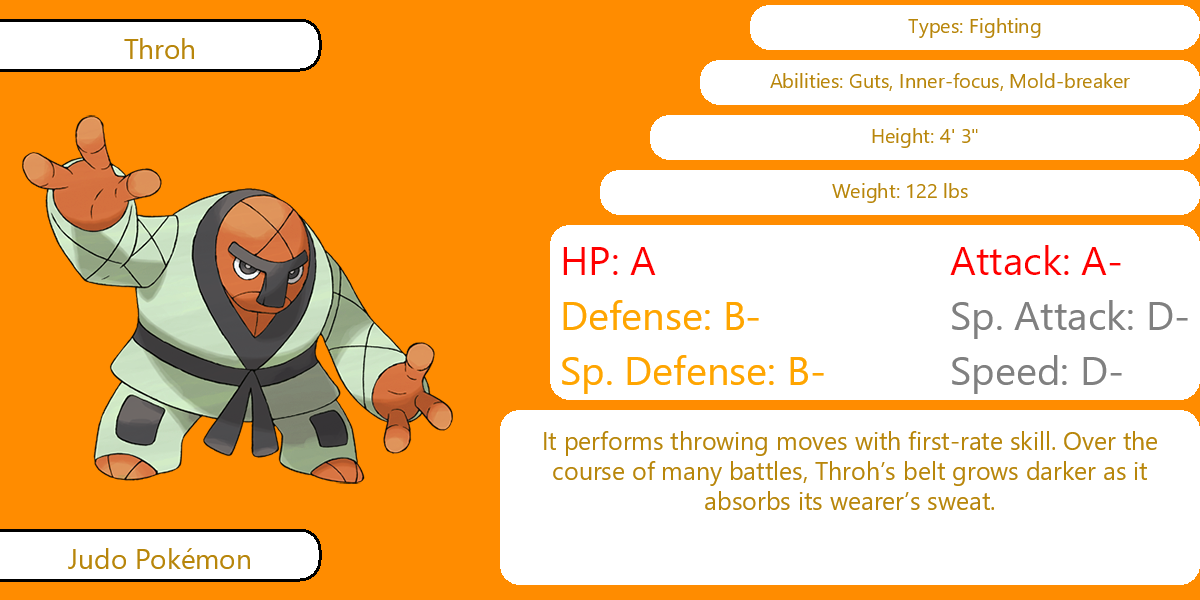 Throh
Types: Fighting
Abilities: Guts, Inner-focus, Mold-breaker
Height: 4' 3"
Weight: 122 lbs
HP: A
Attack: A-
Defense: B-
Sp. Attack: D-
Sp. Defense: B-
Speed: D-
It performs throwing moves with first-rate skill. Over the
course of many battles, Throh’s belt grows darker as it
absorbs its wearer’s sweat.
Judo Pokémon